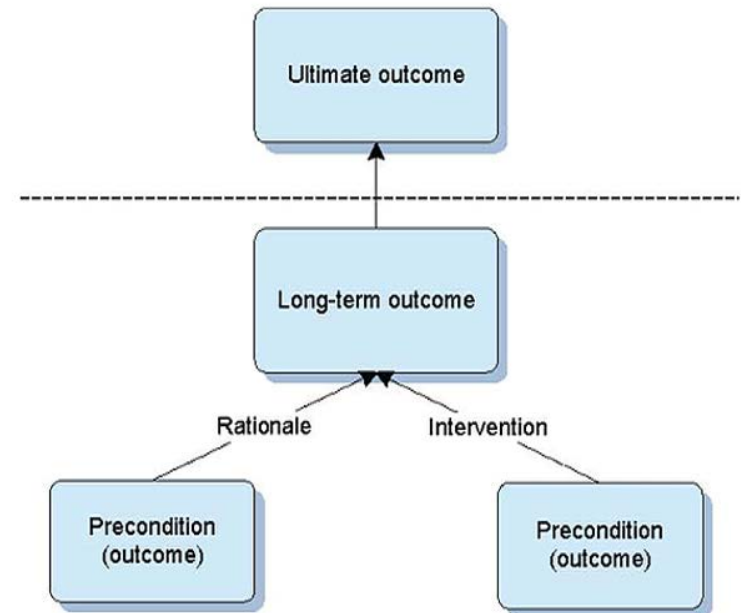 Ultimate outcome
Long-term outcome
Rationale
Intervention
Precondition
(outcome)
Precondition
(outcome)